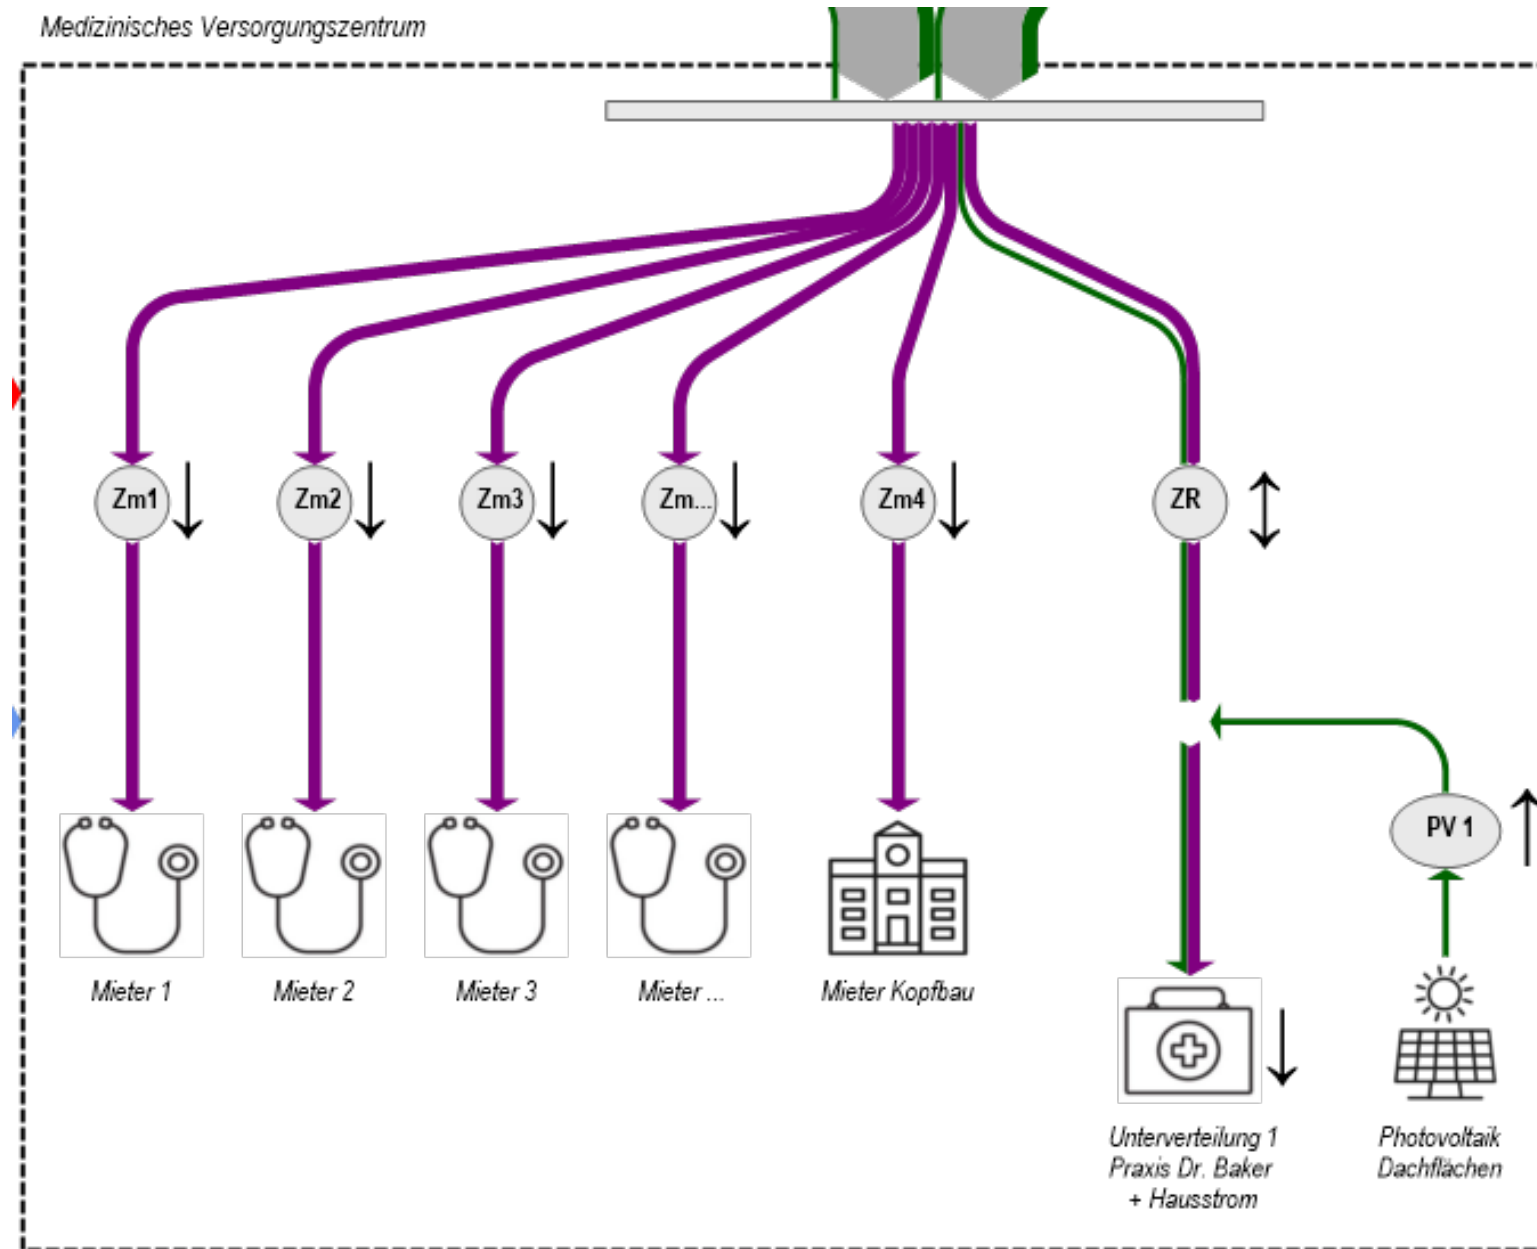 Medizinisches Versorgungszentrum
Zm1
Zm2
Zm3
Zm...
Zm4
ZR
PV 1
Mieter 1
Mieter 2
Mieter 3
Mieter ...
Mieter Kopfbau
Unterverteilung 1
Praxis Dr. Baker
+ Hausstrom
Photovoltaik
Dachflächen